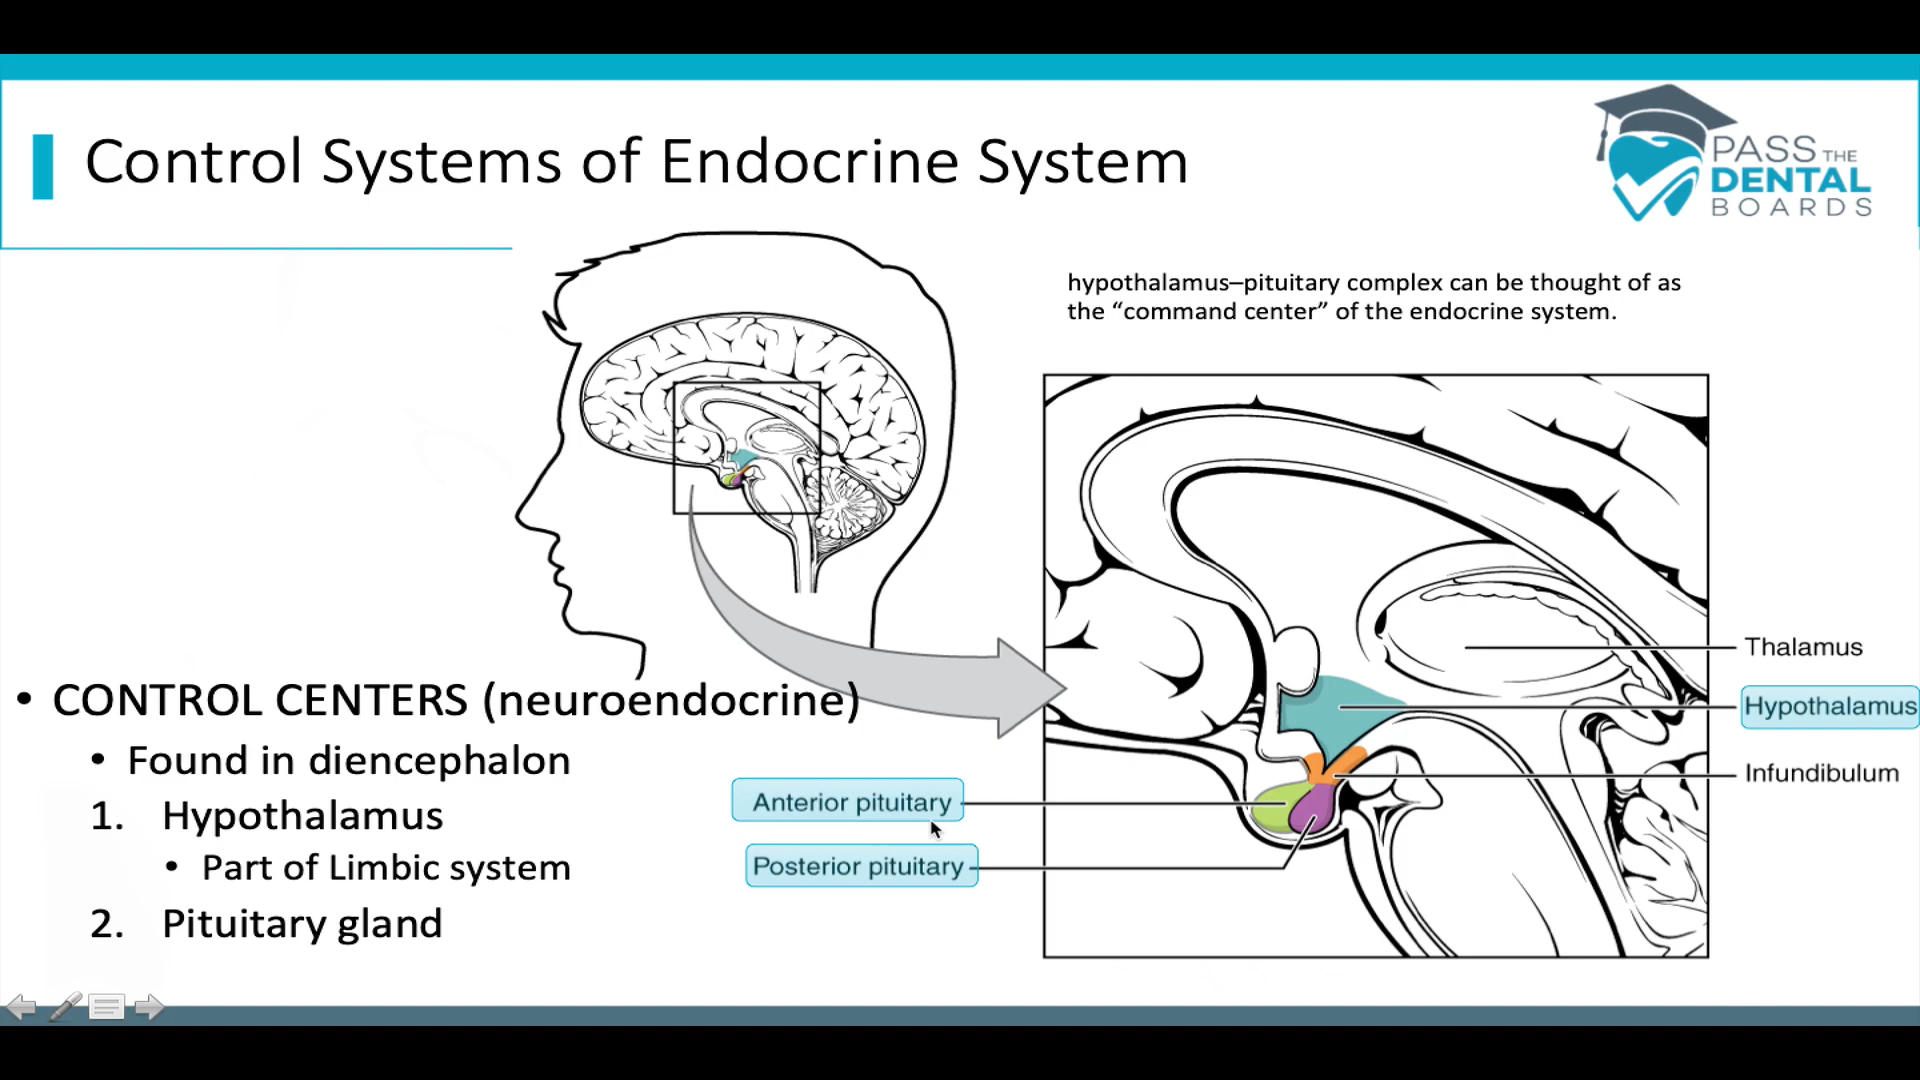 Control Systems of Endocrine System
PASS THE
DENTAL
BOARDS
hypothalamus–pituitary complex can be thought of as
the “command center” of the endocrine system.
• CONTROL CENTERS (neuroendocrine)
• Found in diencephalon
1. Hypothalamus
• Part of Limbic system
2. Pituitary gland
Anterior pituitary
Posterior pituitary
Thalamus
Hypothalamus
Infundibulum